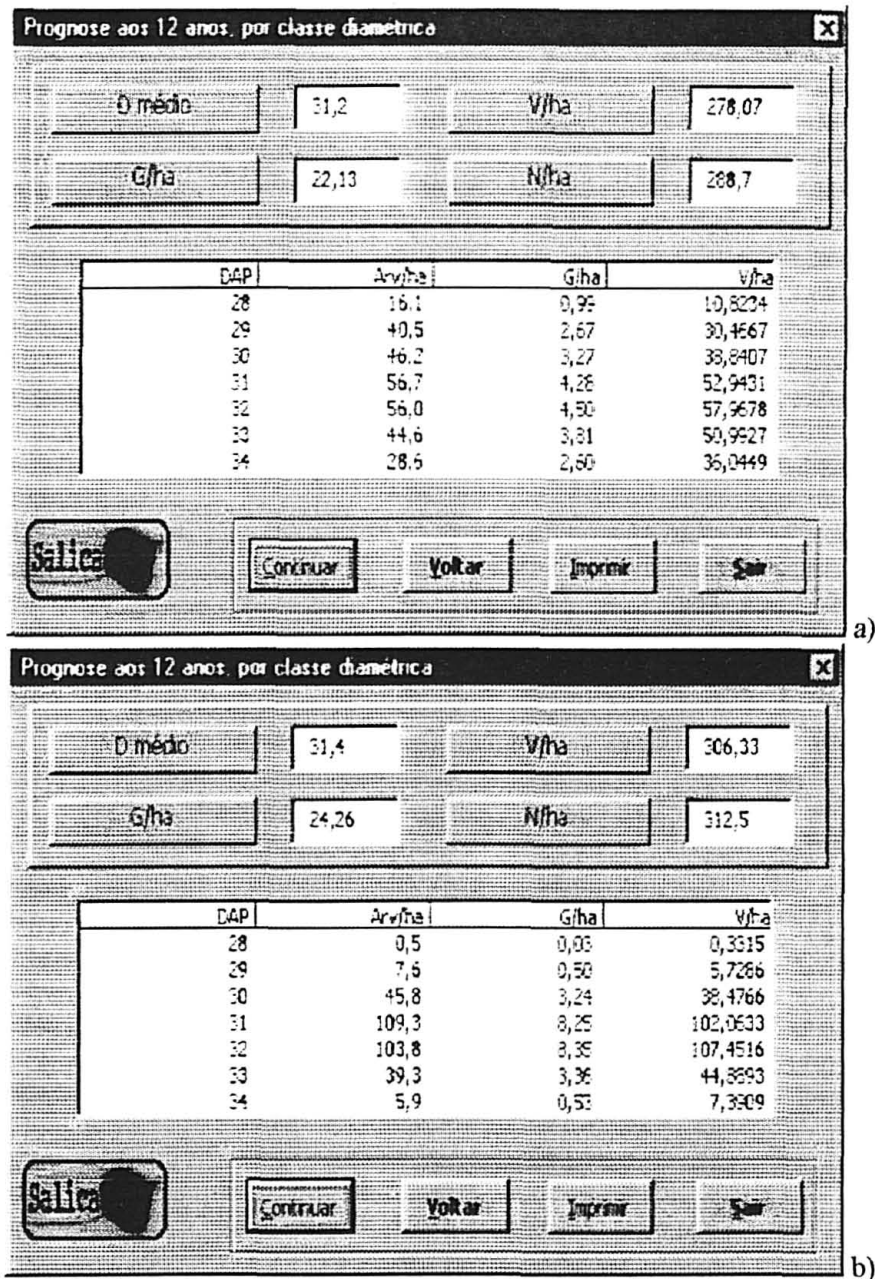 Prognose aos 12 anos, por classe diamétrica
D médio 31,2 V/ha 278,07
G/ha 22,13 N/ha 288,7
DAP Arv/ha G/ha V/ha
28 16,1 0,99 10,8234
29 40,5 2,67 30,4667
30 46,2 3,27 38,8407
31 56,7 4,28 52,9431
32 56,0 4,50 57,9678
33 44,6 3,81 50,9927
34 28,6 2,60 36,0449
Salica Continuar Voltar Imprimir Sair
a)
Prognose aos 12 anos, por classe diamétrica
D médio 31,4 V/ha 306,33
G/ha 24,26 N/ha 312,5
DAP Arv/ha G/ha V/ha
28 0,5 0,03 0,3315
29 7,6 0,50 5,7286
30 45,8 3,24 38,4766
31 109,3 8,25 102,0633
32 103,8 8,35 107,4516
33 39,3 3,36
34 5,9 0,53 7,3909
Salica Continuar Voltar Imprimir Sair
b)